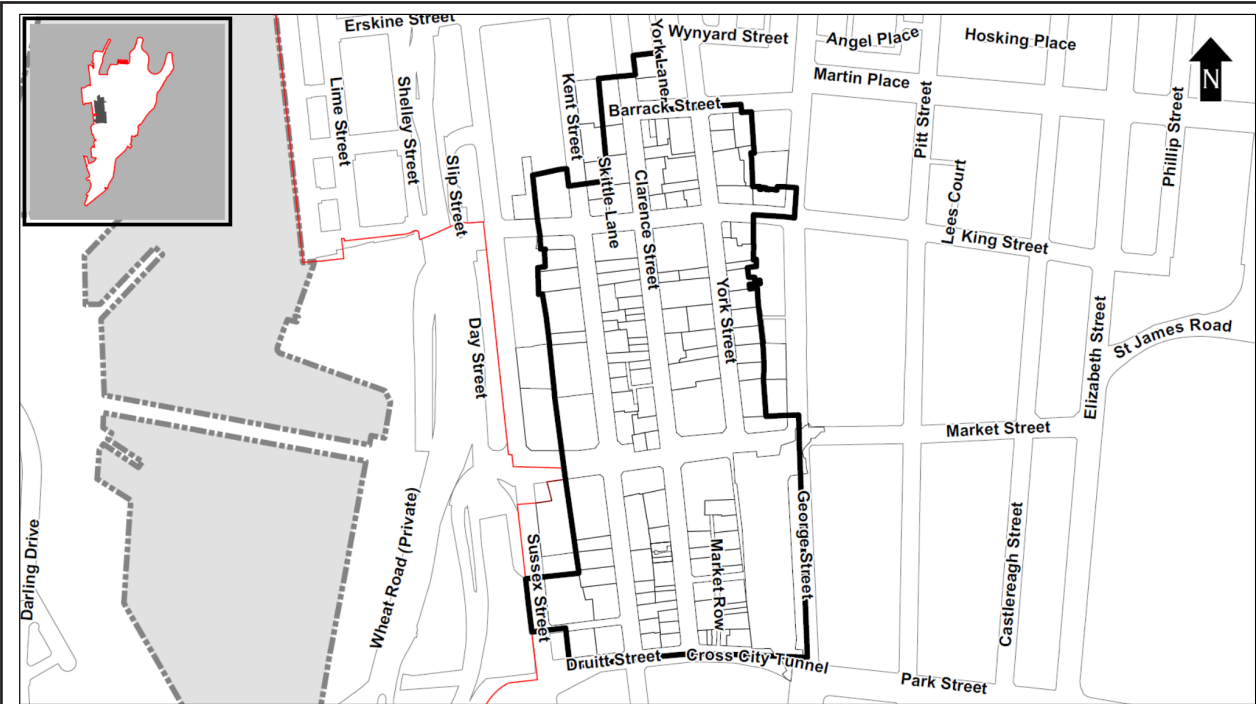 Erskine Street
York Lane
Wynyard Street
Angel Place
Hosking Place
N
Lime Street
Shelley Street
Kent Street
Martin Place
Barrack Street
Pitt Street
Phillip Street
Slip Street
Skittle Lane
Clarence Street
Lees Court
King Street
Day Street
York Street
Elizabeth Street
St James Road
Market Street
Darling Drive
Wheat Road (Private)
Sussex Street
Market Row
George Street
Castlereagh Street
Druitt Street
Cross City Tunnel
Park Street